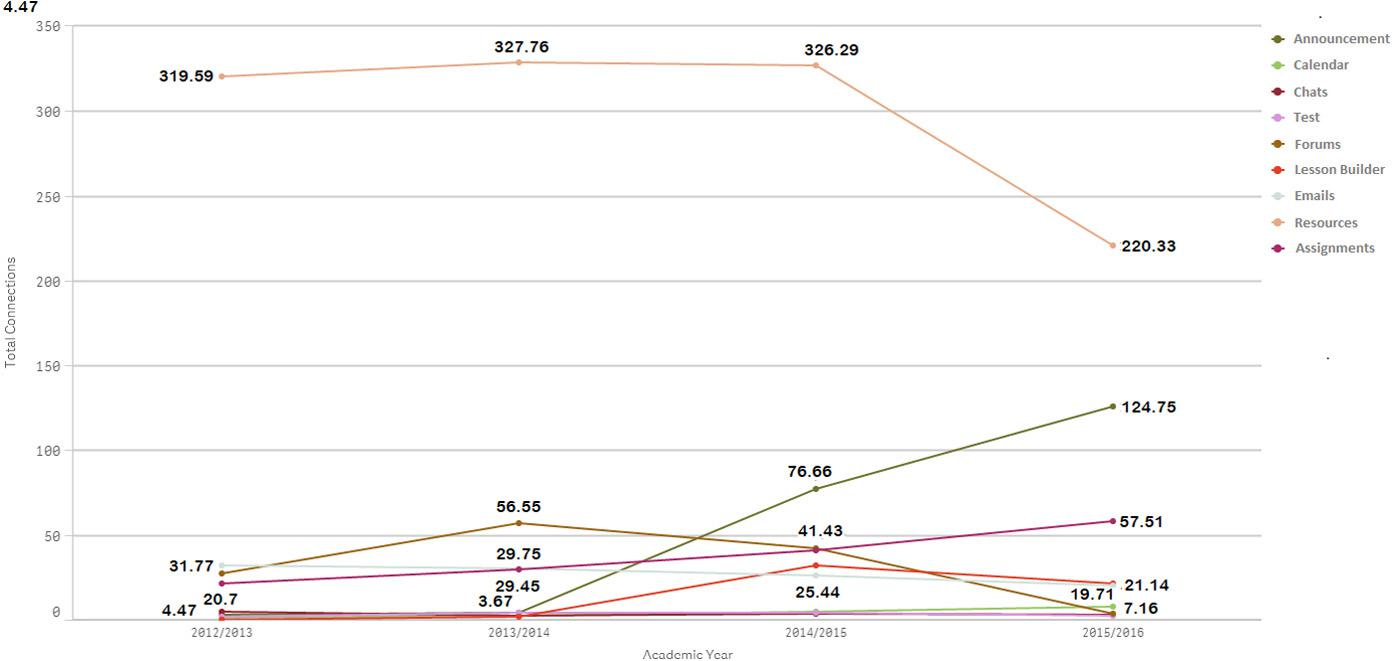 4.47
350
300
250
200
150
100
50
0
Total Connections
319.59
327.76
326.29
220.33
124.75
76.66
56.55
41.43
57.51
31.77
29.75
29.45
25.44
21.14
19.71
20.7
4.47
3.67
7.16
2012/2013
2013/2014
2014/2015
2015/2016
Academic Year
Announcement
Calendar
Chats
Test
Forums
Lesson Builder
Emails
Resources
Assignments